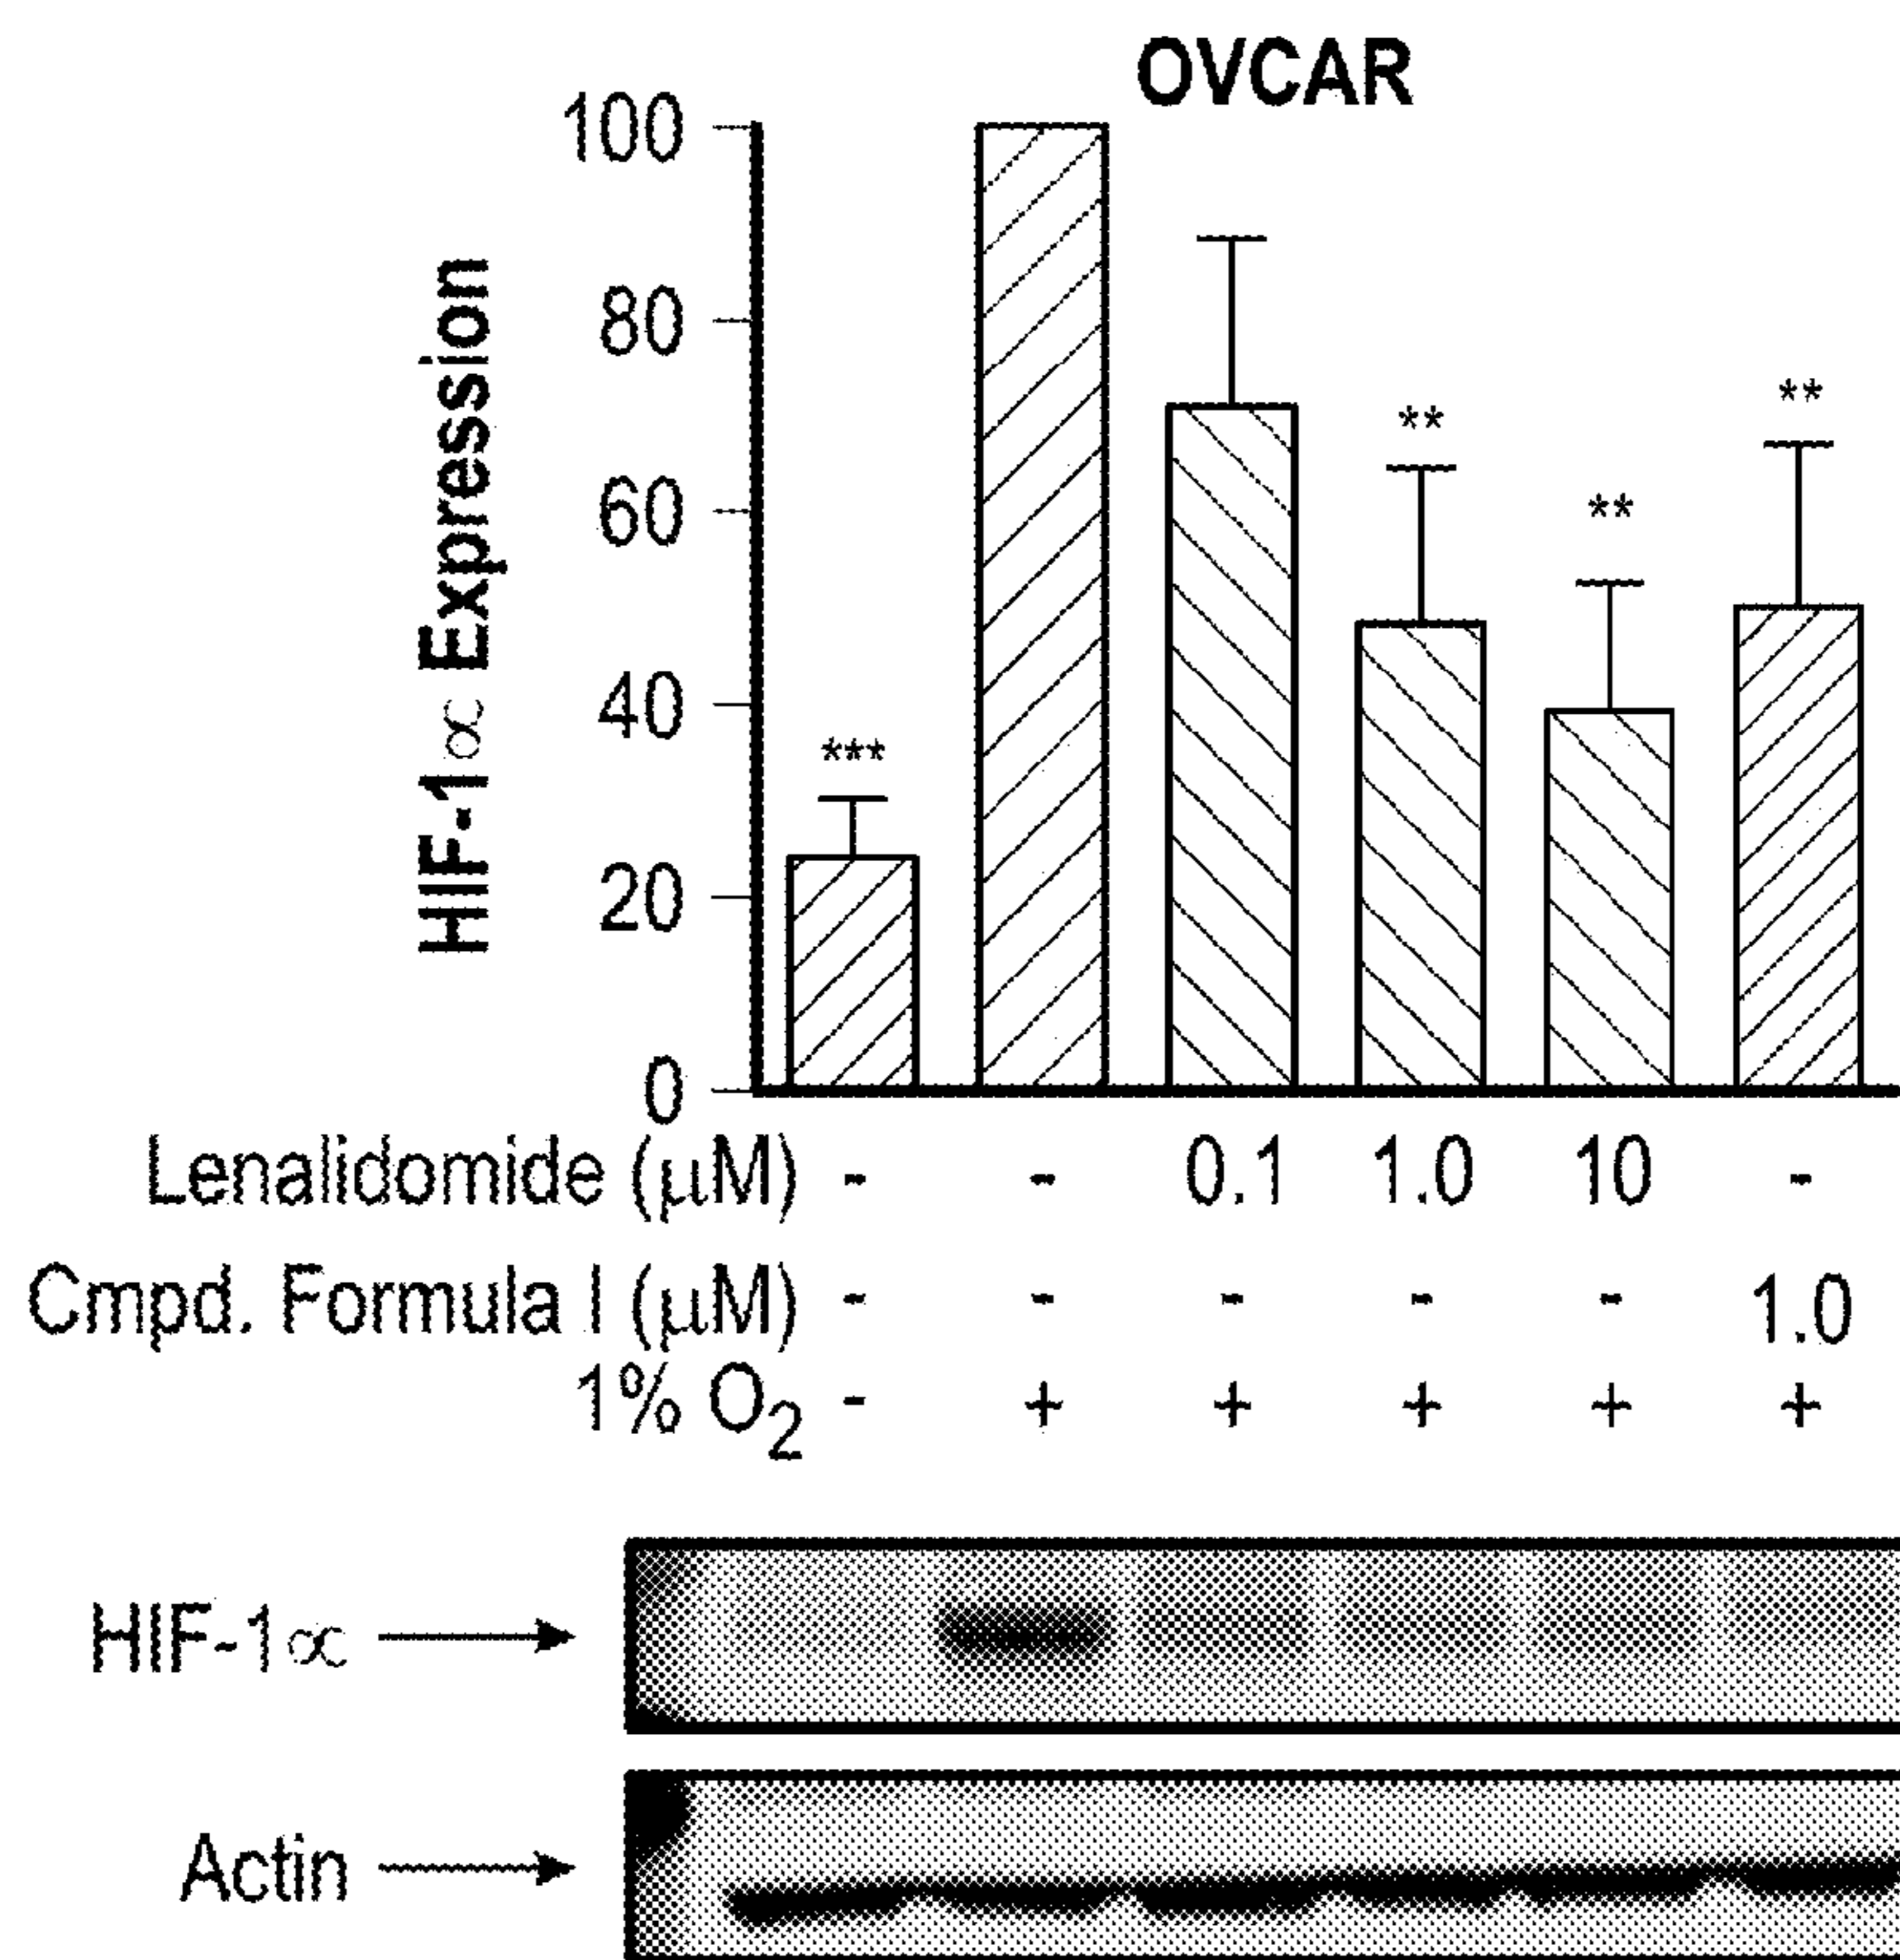 OVCAR
HIF-1∝ Expression
100
80
60
40
20
0
***
**
**
**
Lenalidomide (μM) - - 0.1 1.0 10 -
Cmpd. Formula I (μM) - - - - - 1.0
1% O₂ - + + + + +
HIF-1∝
Actin